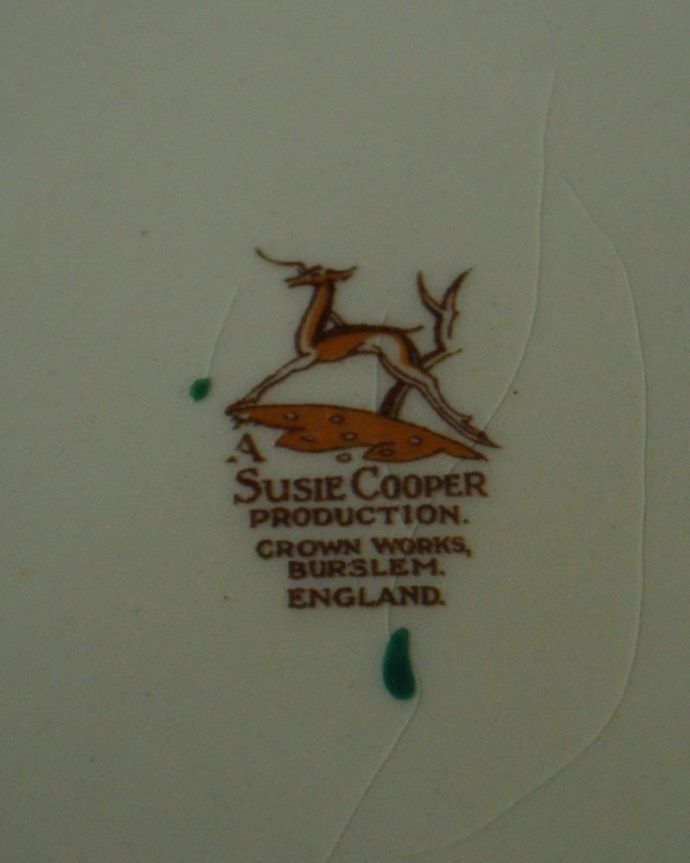 A
SUSIE COOPER
PRODUCTION.
CROWN WORKS,
BURSLEM.
ENGLAND.